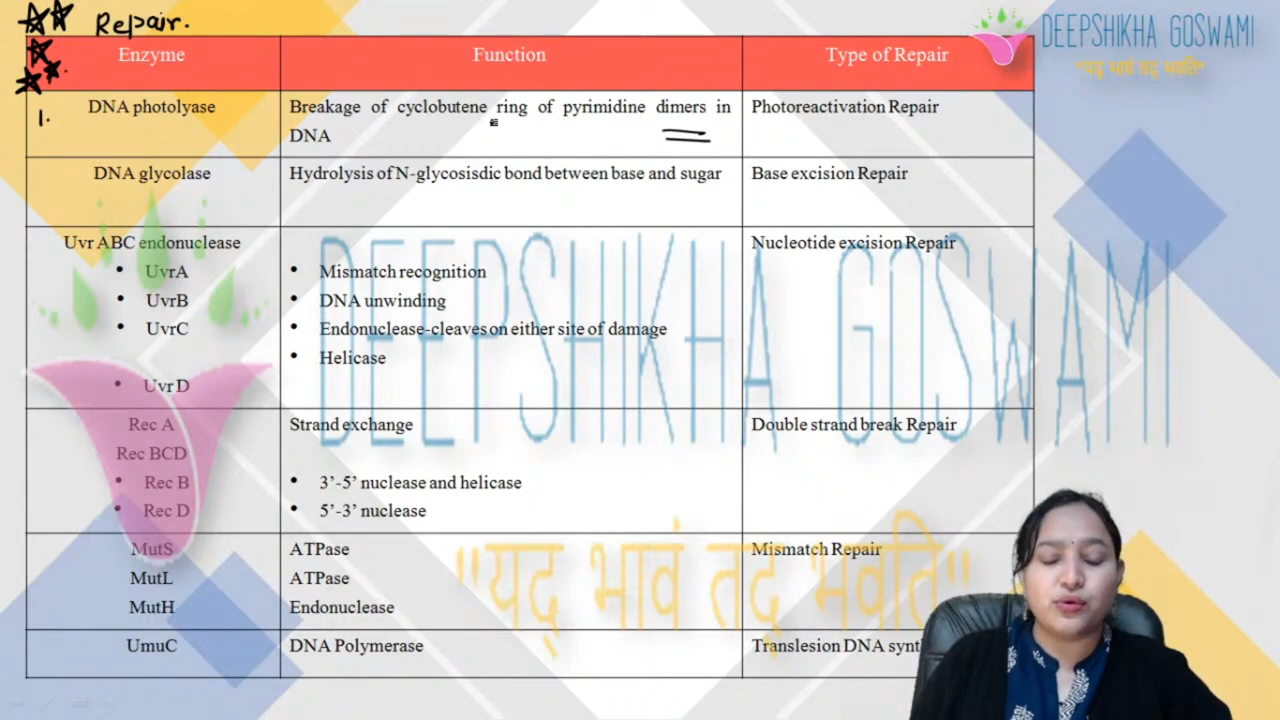 Repair.
DEEPSHIKHA GOSWAMI
"यद् भावं तद् भवति"
Enzyme Function Type of Repair
1.
DNA photolyase Breakage of cyclobutene ring of pyrimidine dimers in Photoreactivation Repair
DNA
DNA glycolase Hydrolysis of N-glycosisdic bond between base and sugar Base excision Repair
Uvr ABC endonuclease Nucleotide excision Repair
• UvrA • Mismatch recognition
• UvrB • DNA unwinding
• UvrC • Endonuclease-cleaves on either site of damage
• Helicase
• Uvr D
Rec A Strand exchange Double strand break Repair
Rec BCD
• Rec B • 3’-5’ nuclease and helicase
• Rec D • 5’-3’ nuclease
MutS ATPase Mismatch Repair
MutL ATPase
MutH Endonuclease
UmuC DNA Polymerase Translesion DNA synt
DEEPSHIKHA GOSWAMI
"यद् भावं तद् भवति"